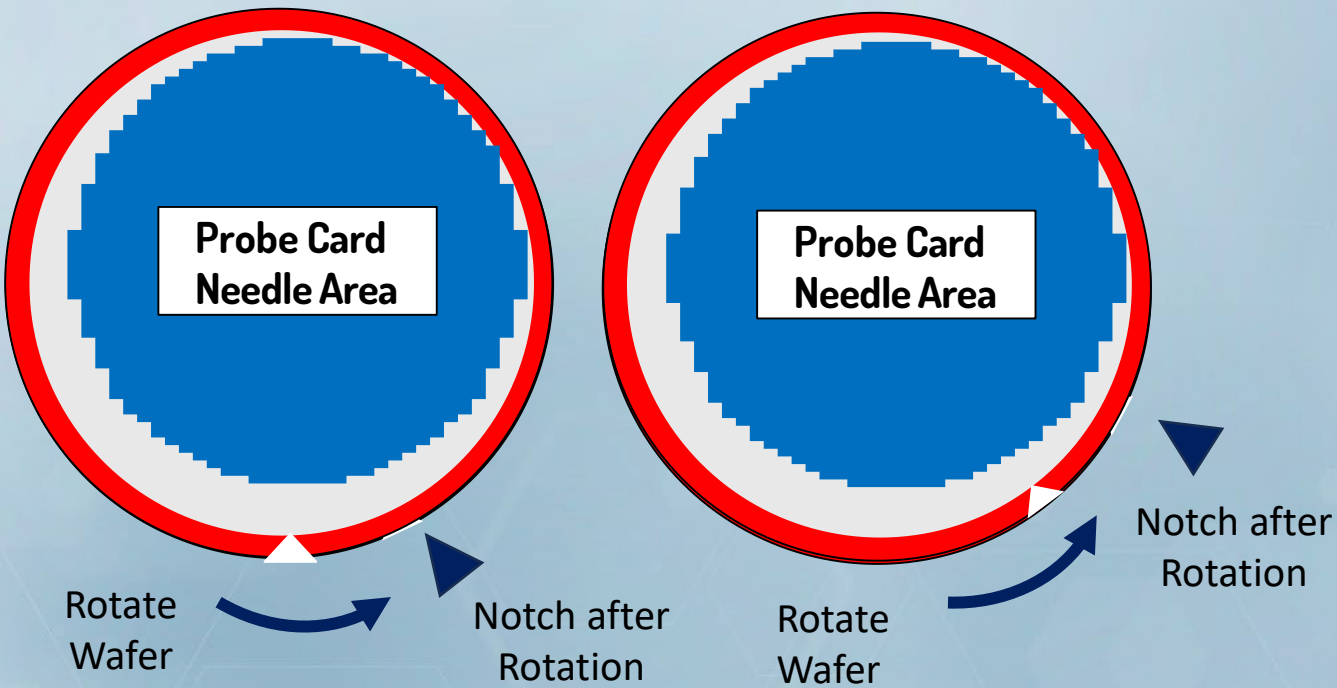 Probe Card
Needle Area
Rotate
Wafer
Notch after
Rotation
Probe Card
Needle Area
Rotate
Wafer
Notch after
Rotation